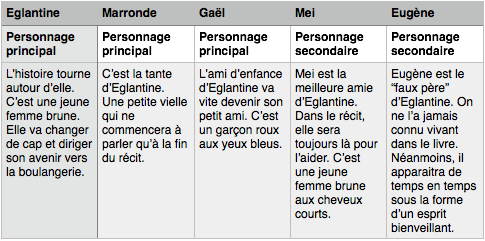 Eglantine
Marronde
Gaël
Mei
Eugène
Personnage
principal
Personnage
principal
Personnage
principal
Personnage
secondaire
Personnage
secondaire
L'histoire tourne
autour d'elle.
C'est une jeune
femme brune.
Elle va changer
de cap et diriger
son avenir vers
la boulangerie.
C'est la tante
d'Eglantine.
Une petite vielle
qui ne
commencera à
parler qu'à la fin
du récit.
L'ami d'enfance
d'Eglantine va
vite devenir son
petit ami. C'est
un garçon roux
aux yeux bleus.
Mei est la
meilleure amie
d'Eglantine.
Dans le récit,
elle sera
toujours là pour
l'aider. C'est
une jeune
femme brune
aux cheveux
courts.
Eugène est le
“faux père”
d'Eglantine. On
ne l'a jamais
connu vivant
dans le livre.
Néanmoins, il
apparaitra de
temps en temps
sous la forme
d'un esprit
bienveillant.